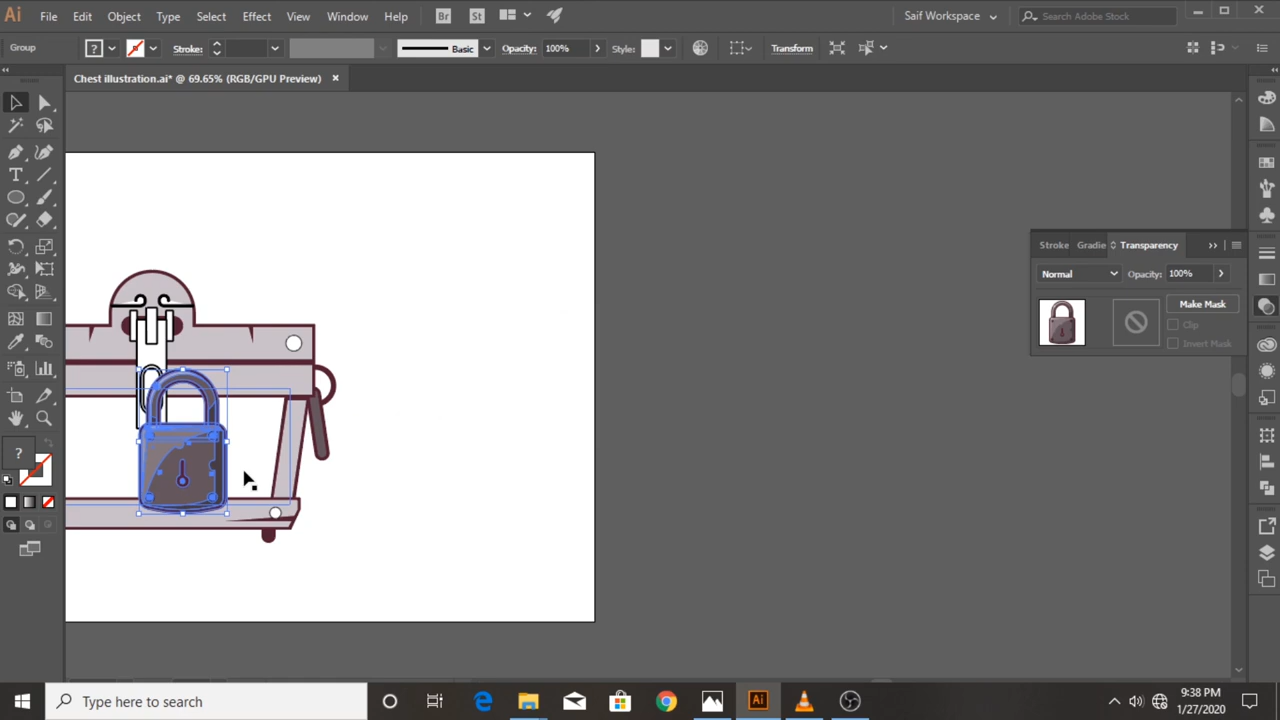 Ai File Edit Object Type Select Effect View Window Help Br St Saif Workspace Search Adobe Stock
Group ? Stroke: Basic Opacity: 100% Style: Transform
Chest illustration.ai* @ 69.65% (RGB/GPU Preview)
Stroke Gradie Transparency
Normal Opacity: 100%
Make Mask
Clip
Invert Mask
T
?
Type here to search
Ai
9:38 PM
1/27/2020